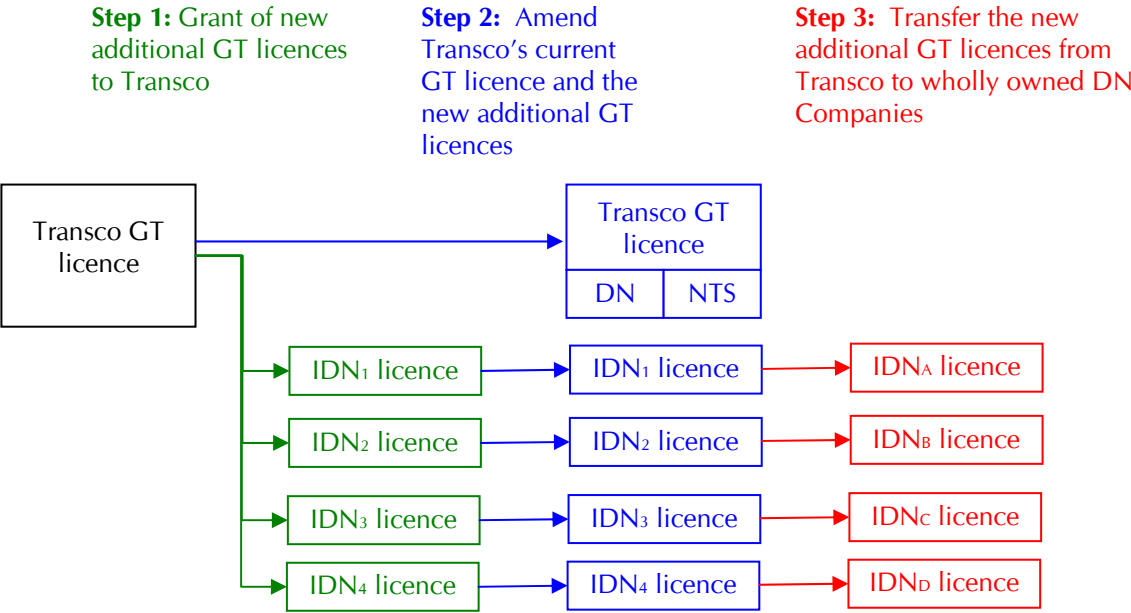 Step 1: Grant of new
additional GT licences
to Transco
Step 2: Amend
Transco's current
GT licence and the
new additional GT
licences
Step 3: Transfer the new
additional GT licences from
Transco to wholly owned DN
Companies
Transco GT
licence
Transco GT
licence
DN NTS
IDN1 licence IDN1 licence IDNA licence
IDN2 licence IDN2 licence IDNB licence
IDN3 licence IDN3 licence IDNC licence
IDN4 licence IDN4 licence IDND licence